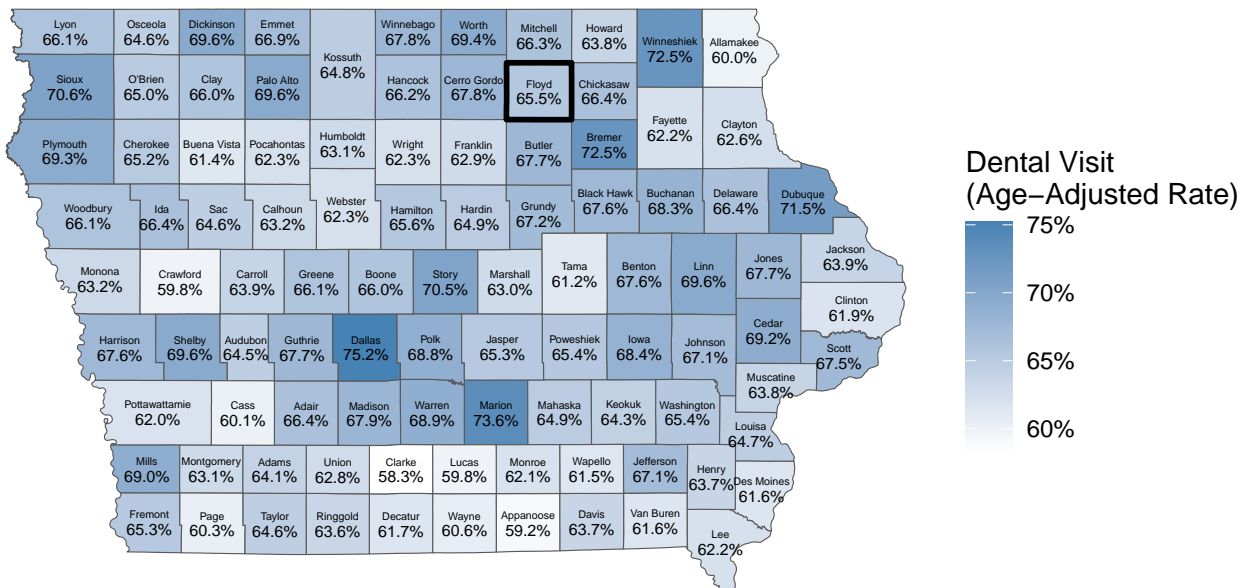 Lyon
66.1%
Osceola
64.6%
Dickinson
69.6%
Emmet
66.9%
Winnebago
67.8%
Worth
69.4%
Mitchell
66.3%
Howard
63.8%
Winneshiek
72.5%
Allamakee
60.0%
Kossuth
64.8%
Sioux
70.6%
O'Brien
65.0%
Clay
66.0%
Palo Alto
69.6%
Hancock
66.2%
Cerro Gordo
67.8%
Floyd
65.5%
Chickasaw
66.4%
Fayette
62.2%
Clayton
62.6%
Plymouth
69.3%
Cherokee
65.2%
Buena Vista
61.4%
Pocahontas
62.3%
Humboldt
63.1%
Wright
62.3%
Franklin
62.9%
Butler
67.7%
Bremer
72.5%
Woodbury
66.1%
Ida
66.4%
Sac
64.6%
Calhoun
63.2%
Webster
62.3%
Hamilton
65.6%
Hardin
64.9%
Grundy
67.2%
Black Hawk
67.6%
Buchanan
68.3%
Delaware
66.4%
Dubuque
71.5%
Monona
63.2%
Crawford
59.8%
Carroll
63.9%
Greene
66.1%
Boone
66.0%
Story
70.5%
Marshall
63.0%
Tama
61.2%
Benton
67.6%
Linn
69.6%
Jones
67.7%
Jackson
63.9%
Clinton
61.9%
Harrison
67.6%
Shelby
69.6%
Audubon
64.5%
Guthrie
67.7%
Dallas
75.2%
Polk
68.8%
Jasper
65.3%
Poweshiek
65.4%
Iowa
68.4%
Johnson
67.1%
Cedar
69.2%
Scott
67.5%
Muscatine
63.8%
Pottawattamie
62.0%
Cass
60.1%
Adair
66.4%
Madison
67.9%
Warren
68.9%
Marion
73.6%
Mahaska
64.9%
Keokuk
64.3%
Washington
65.4%
Louisa
64.7%
Mills
69.0%
Montgomery
63.1%
Adams
64.1%
Union
62.8%
Clarke
58.3%
Lucas
59.8%
Monroe
62.1%
Wapello
61.5%
Jefferson
67.1%
Henry
63.7%
Des Moines
61.6%
Fremont
65.3%
Page
60.3%
Taylor
64.6%
Ringgold
63.6%
Decatur
61.7%
Wayne
60.6%
Appanoose
59.2%
Davis
63.7%
Van Buren
61.6%
Lee
62.2%
Dental Visit
(Age−Adjusted Rate)
75%
70%
65%
60%